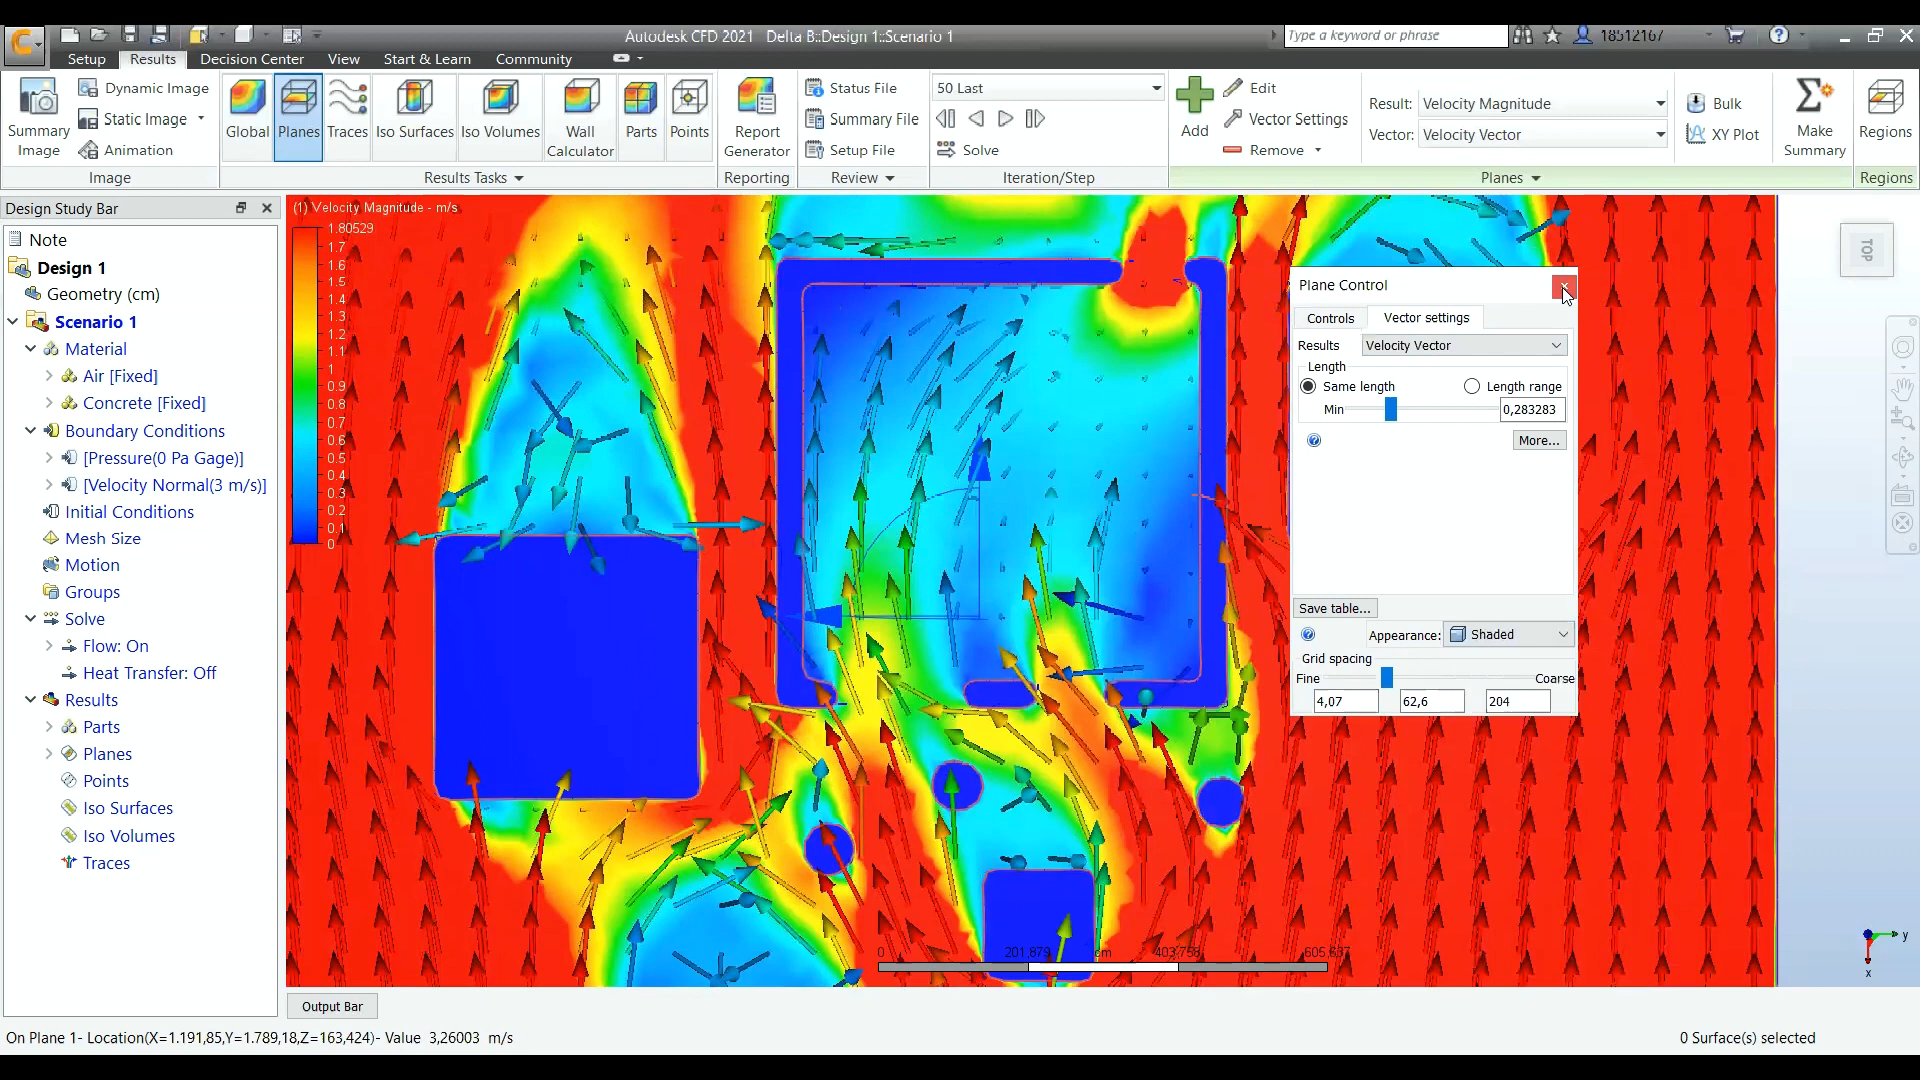 Autodesk CFD 2021 Delta B::Design 1::Scenario 1
Type a keyword or phrase
18512167
Setup Results Decision Center View Start & Learn Community
Summary Image
Dynamic Image
Static Image
Animation
Image
Global
Planes
Traces
Iso Surfaces
Iso Volumes
Wall Calculator
Parts
Points
Results Tasks
Report Generator
Reporting
Status File
Summary File
Setup File
Review
50 Last
Solve
Iteration/Step
Add
Edit
Vector Settings
Remove
Result: Velocity Magnitude
Vector: Velocity Vector
Bulk
XY Plot
Make Summary
Planes
Regions
Regions
Design Study Bar
Note
Design 1
Geometry (cm)
Scenario 1
Material
Air [Fixed]
Concrete [Fixed]
Boundary Conditions
[Pressure(0 Pa Gage)]
[Velocity Normal(3 m/s)]
Initial Conditions
Mesh Size
Motion
Groups
Solve
Flow: On
Heat Transfer: Off
Results
Parts
Planes
Points
Iso Surfaces
Iso Volumes
Traces
(1) Velocity Magnitude - m/s
1.80529
1.7
1.6
1.5
1.4
1.3
1.2
1.1
1
0.9
0.8
0.7
0.6
0.5
0.4
0.3
0.2
0.1
0
TOP
Plane Control
Controls Vector settings
Results Velocity Vector
Length
Same length Length range
Min 0,283283
More...
Save table...
Appearance: Shaded
Grid spacing
Fine Coarse
4,07 62,6 204
0 201,879 cm 403,758 605,637
y
x
Output Bar
On Plane 1- Location(X=1.191,85,Y=1.789,18,Z=163,424)- Value 3,26003 m/s
0 Surface(s) selected